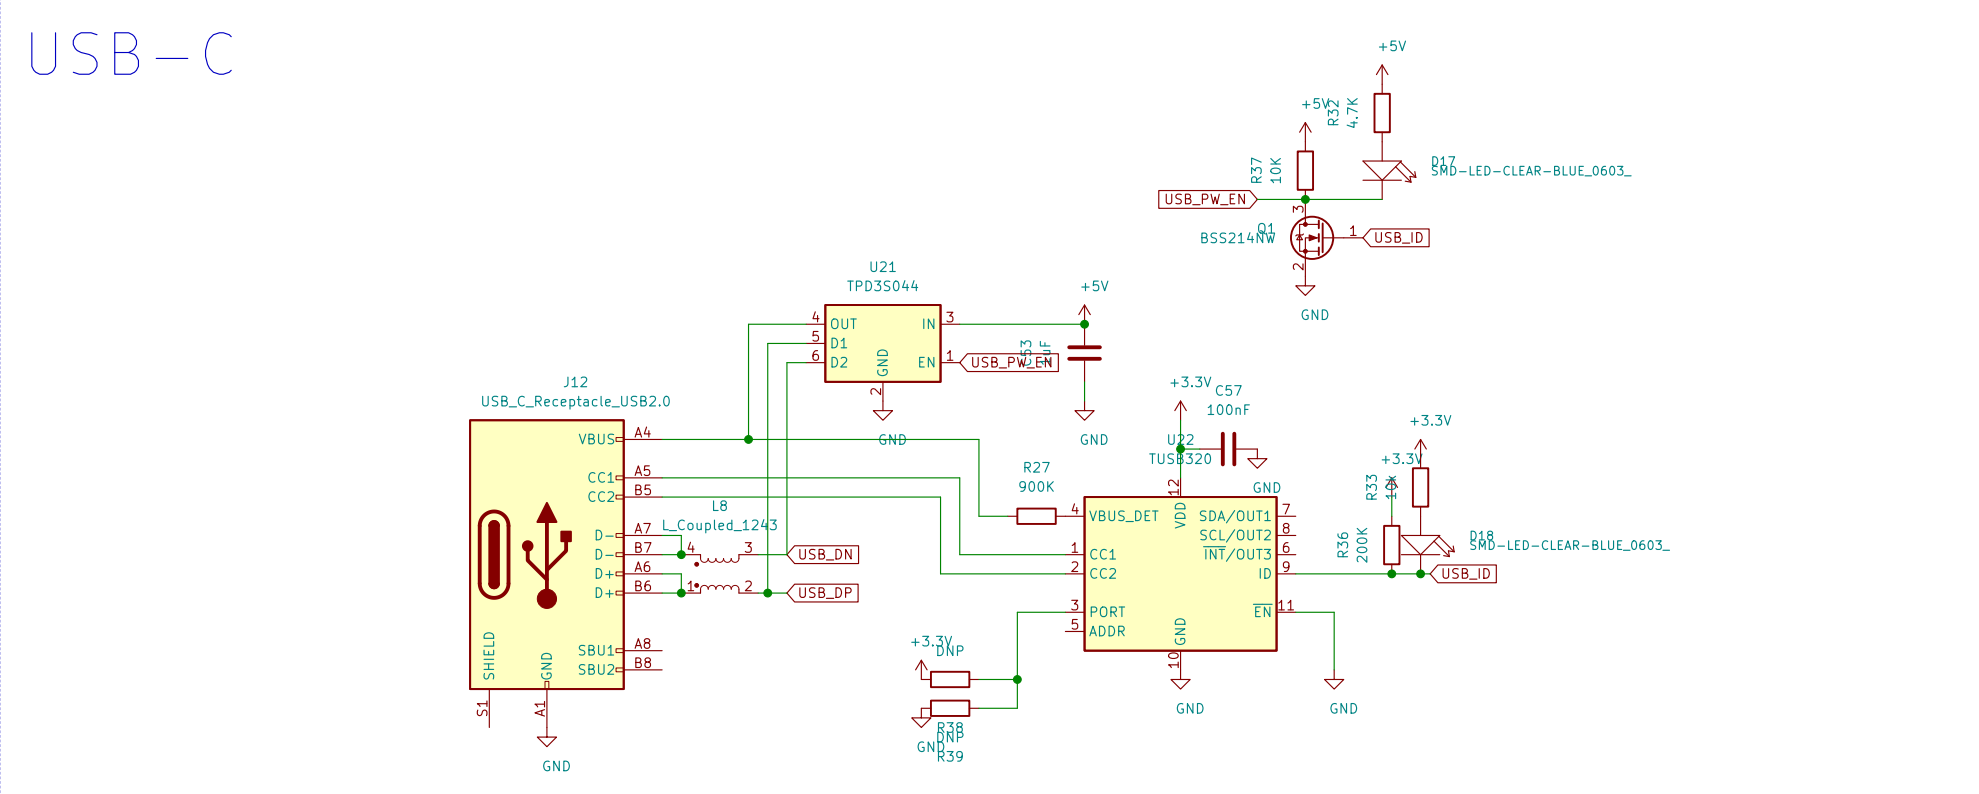 USB-C
+5V
+5V
R32
4.7K
R37
10K
D17
SMD-LED-CLEAR-BLUE_0603_
USB_PW_EN
3
Q1
BSS214NW
1
USB_ID
2
GND
U21
TPD3S044
4
OUT
IN
3
5
D1
6
D2
GND
EN
1
USB_PW_EN
2
GND
+5V
C53
1uF
GND
J12
USB_C_Receptacle_USB2.0
VBUS
A4
CC1
A5
CC2
B5
D-
A7
D-
B7
D+
A6
D+
B6
SBU1
A8
SBU2
B8
SHIELD
GND
S1
A1
GND
L8
L_Coupled_1243
4
3
1
2
USB_DN
USB_DP
R27
900K
+3.3V
C57
100nF
GND
U22
TUSB320
12
4
VBUS_DET
VDD
SDA/OUT1
7
SCL/OUT2
8
1
CC1
INT/OUT3
6
2
CC2
ID
9
3
PORT
EN
11
5
ADDR
GND
10
GND
GND
+3.3V
+3.3V
R33
10k
R36
200K
D18
SMD-LED-CLEAR-BLUE_0603_
USB_ID
+3.3V
DNP
R38
GND
DNP
R39